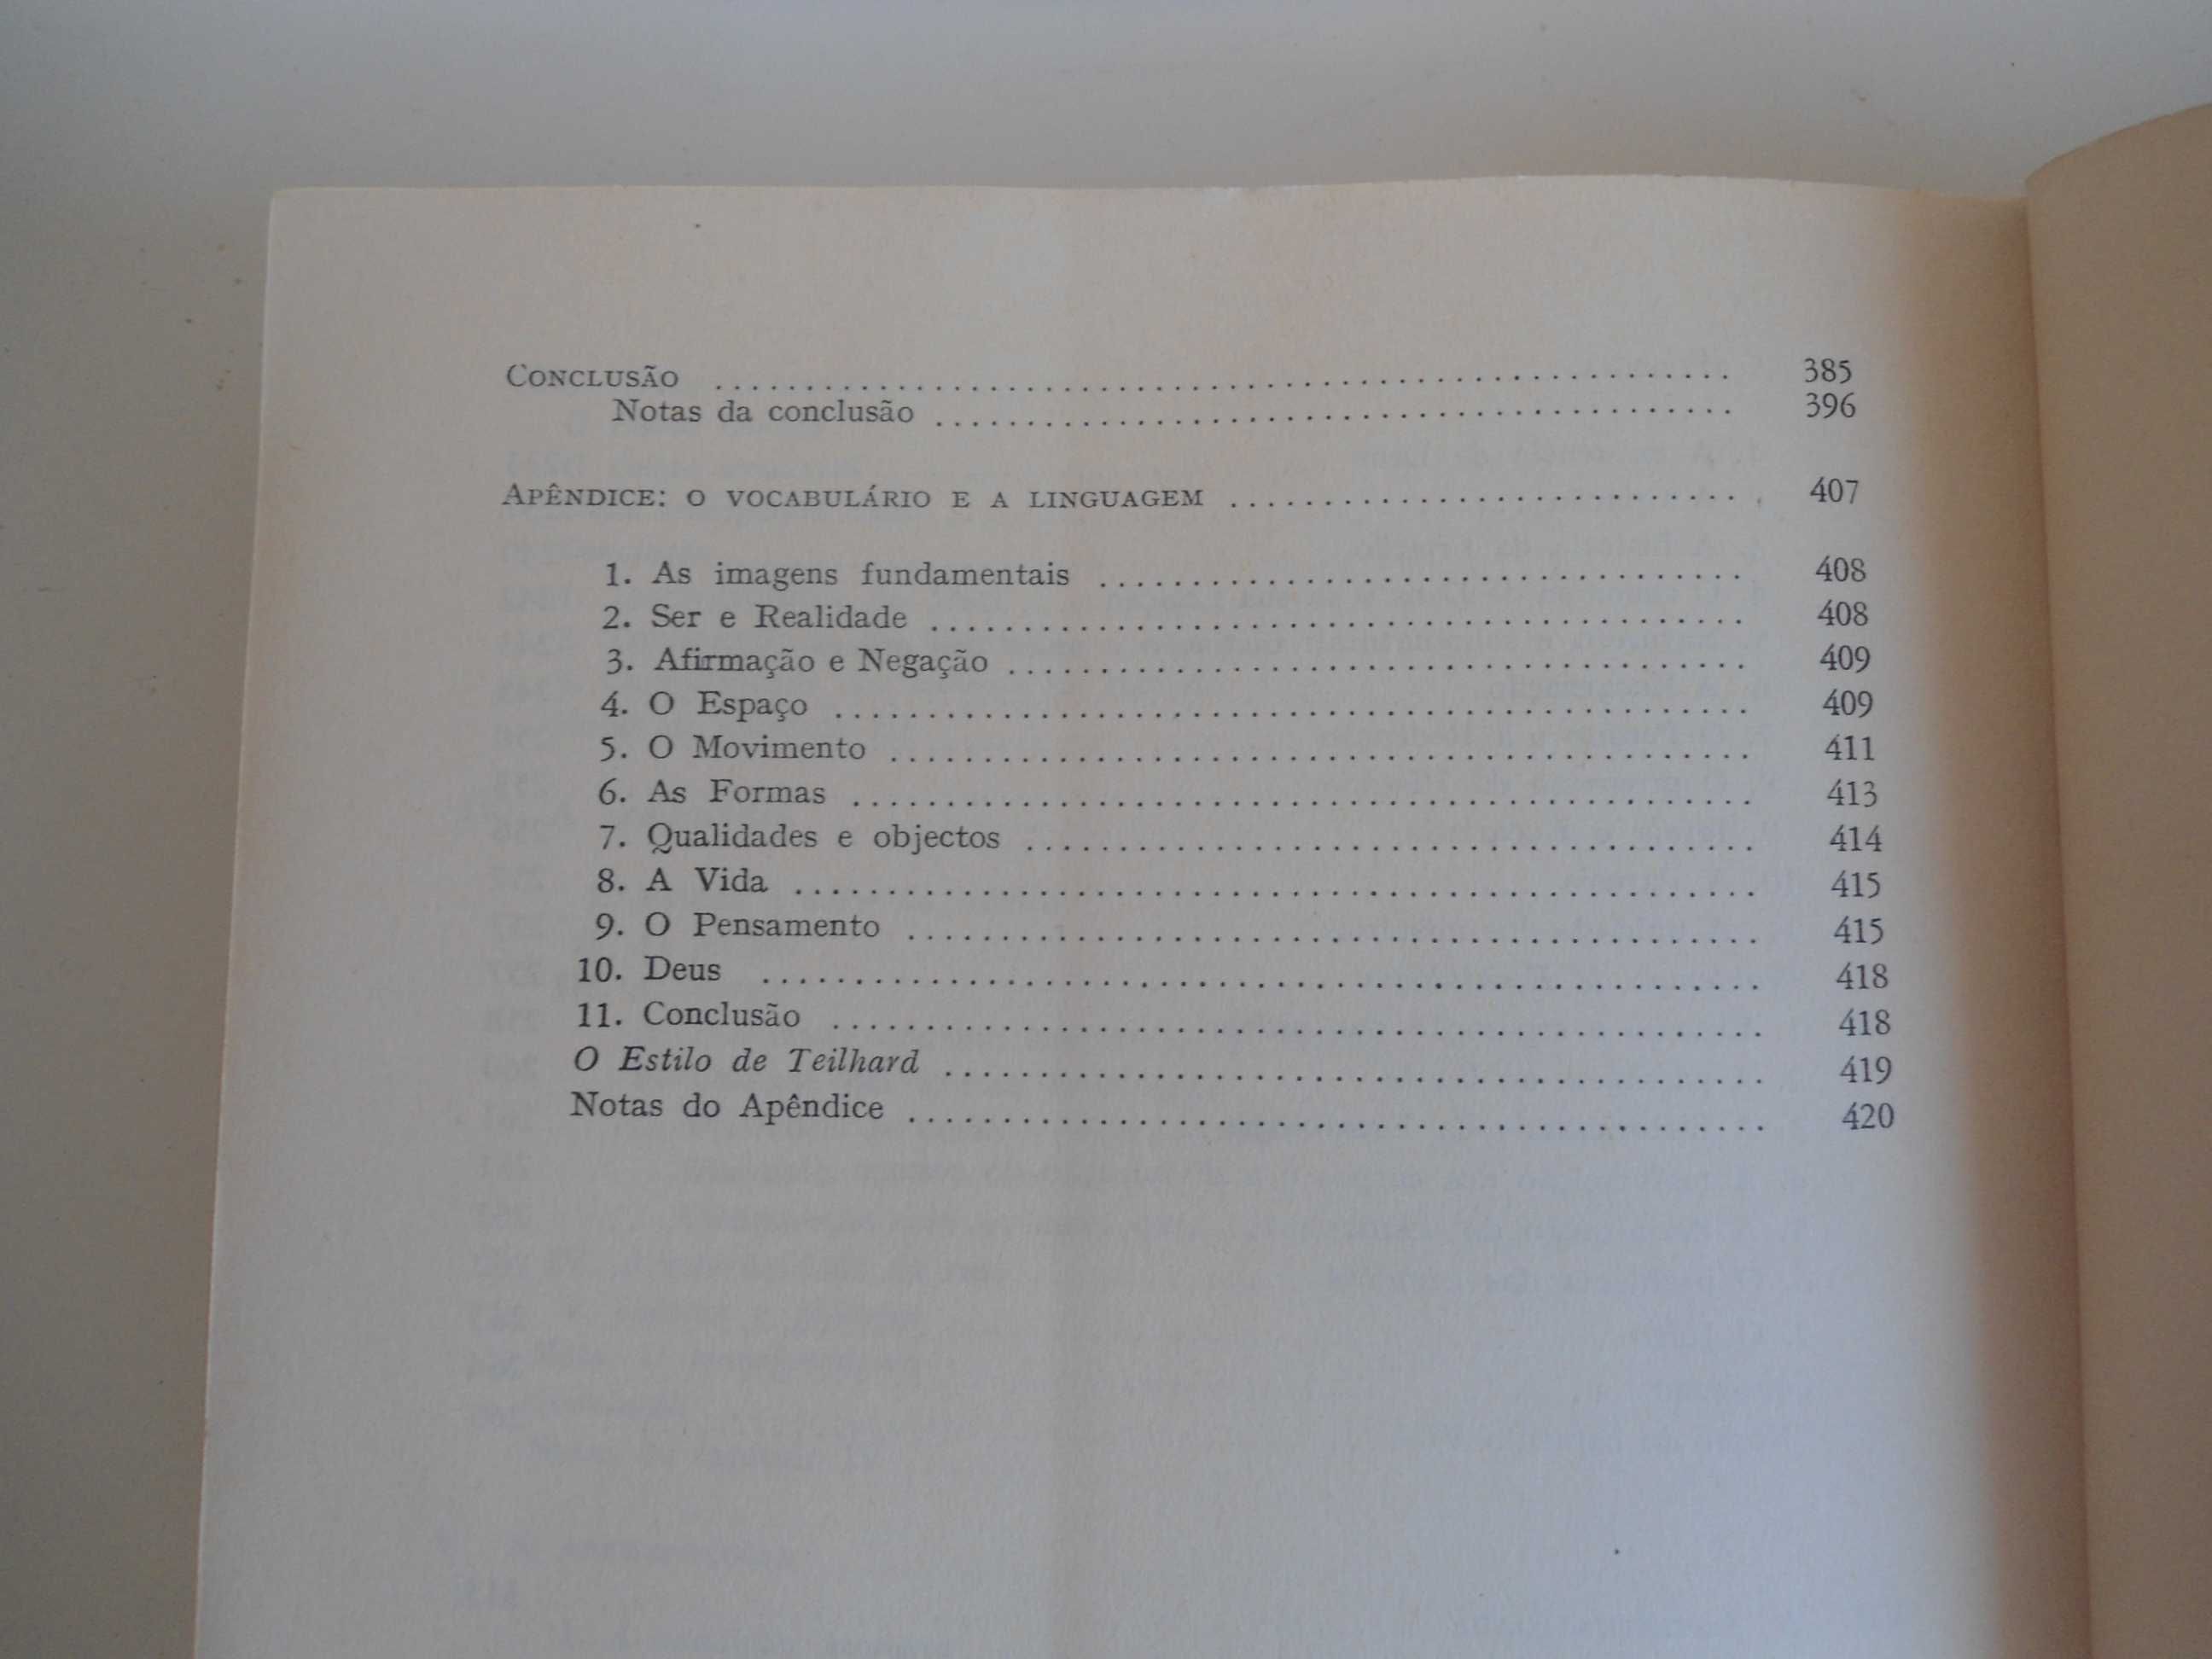 CONCLUSÃO ........ 385
Notas da conclusão ........ 396
APÊNDICE: O VOCABULÁRIO E A LINGUAGEM ........ 407
1. As imagens fundamentais ........ 408
2. Ser e Realidade ........ 408
3. Afirmação e Negação ........ 409
4. O Espaço ........ 409
5. O Movimento ........ 411
6. As Formas ........ 413
7. Qualidades e objectos ........ 414
8. A Vida ........ 415
9. O Pensamento ........ 415
10. Deus ........ 418
11. Conclusão ........ 418
O Estilo de Teilhard ........ 419
Notas do Apêndice ........ 420